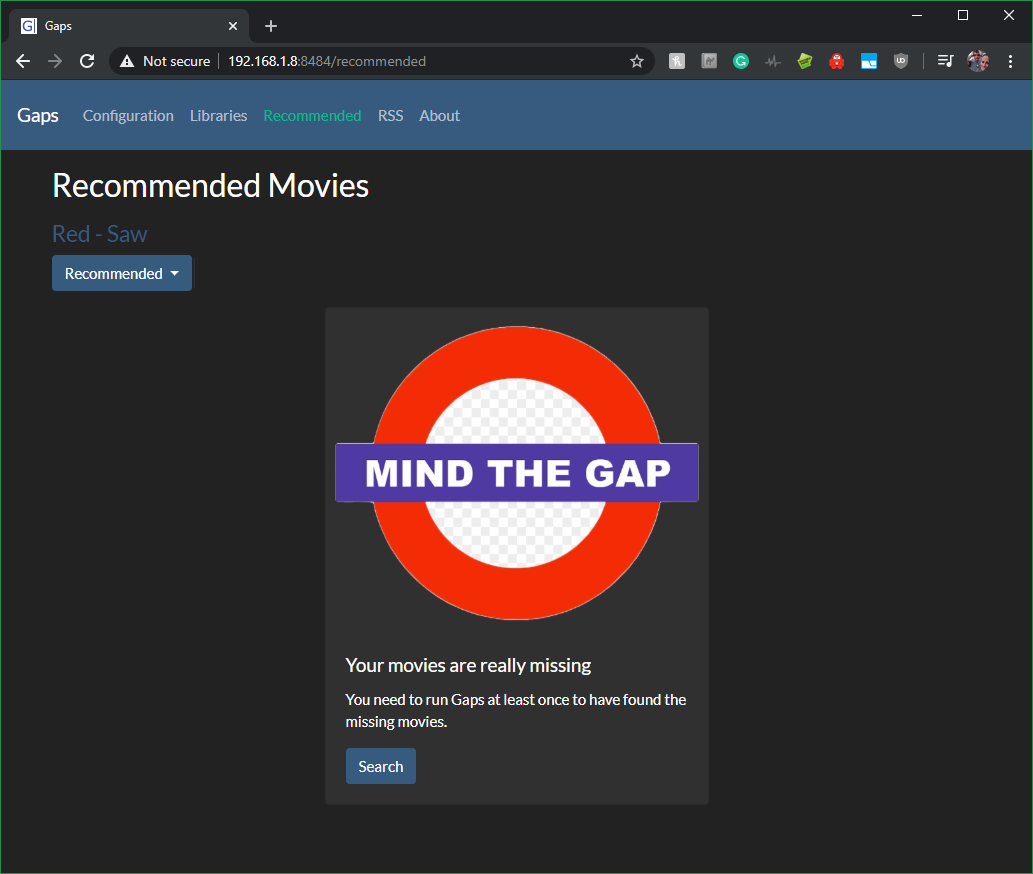 G Gaps
Not secure 192.168.1.8:8484/recommended
Gaps Configuration Libraries Recommended RSS About
Recommended Movies
Red - Saw
Recommended
MIND THE GAP
Your movies are really missing
You need to run Gaps at least once to have found the
missing movies.
Search